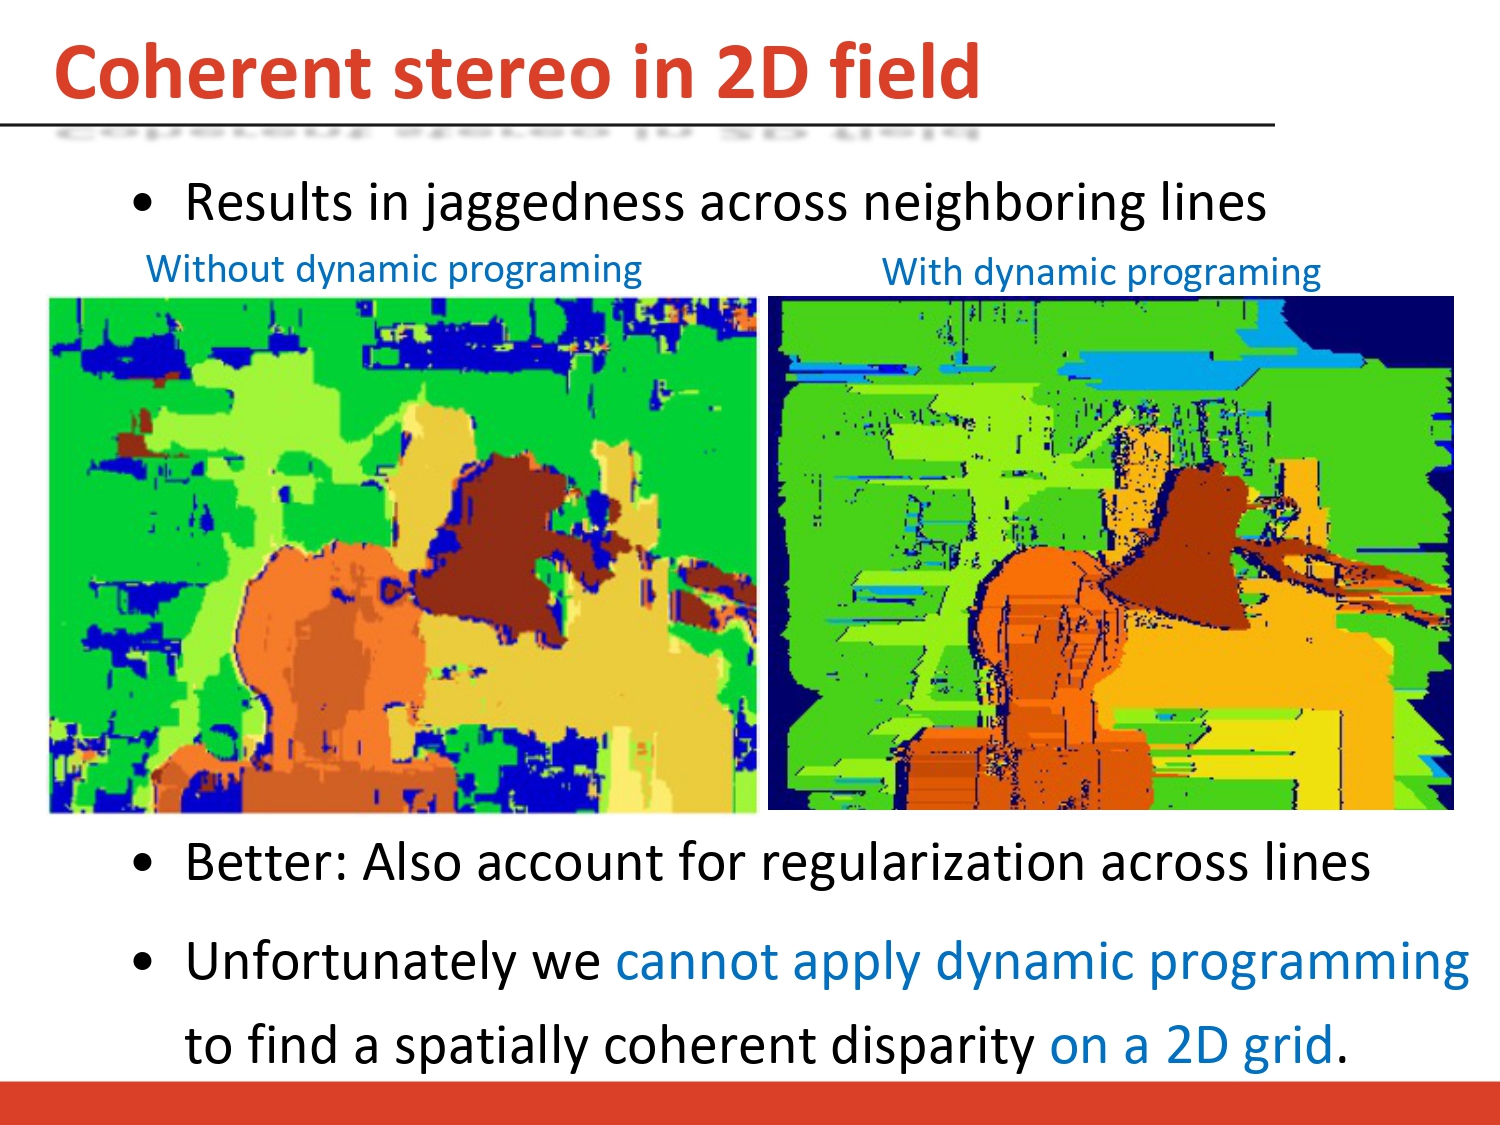 Coherent stereo in 2D field
• Results in jaggedness across neighboring lines
Without dynamic programing
With dynamic programing
• Better: Also account for regularization across lines
• Unfortunately we cannot apply dynamic programming
to find a spatially coherent disparity on a 2D grid.